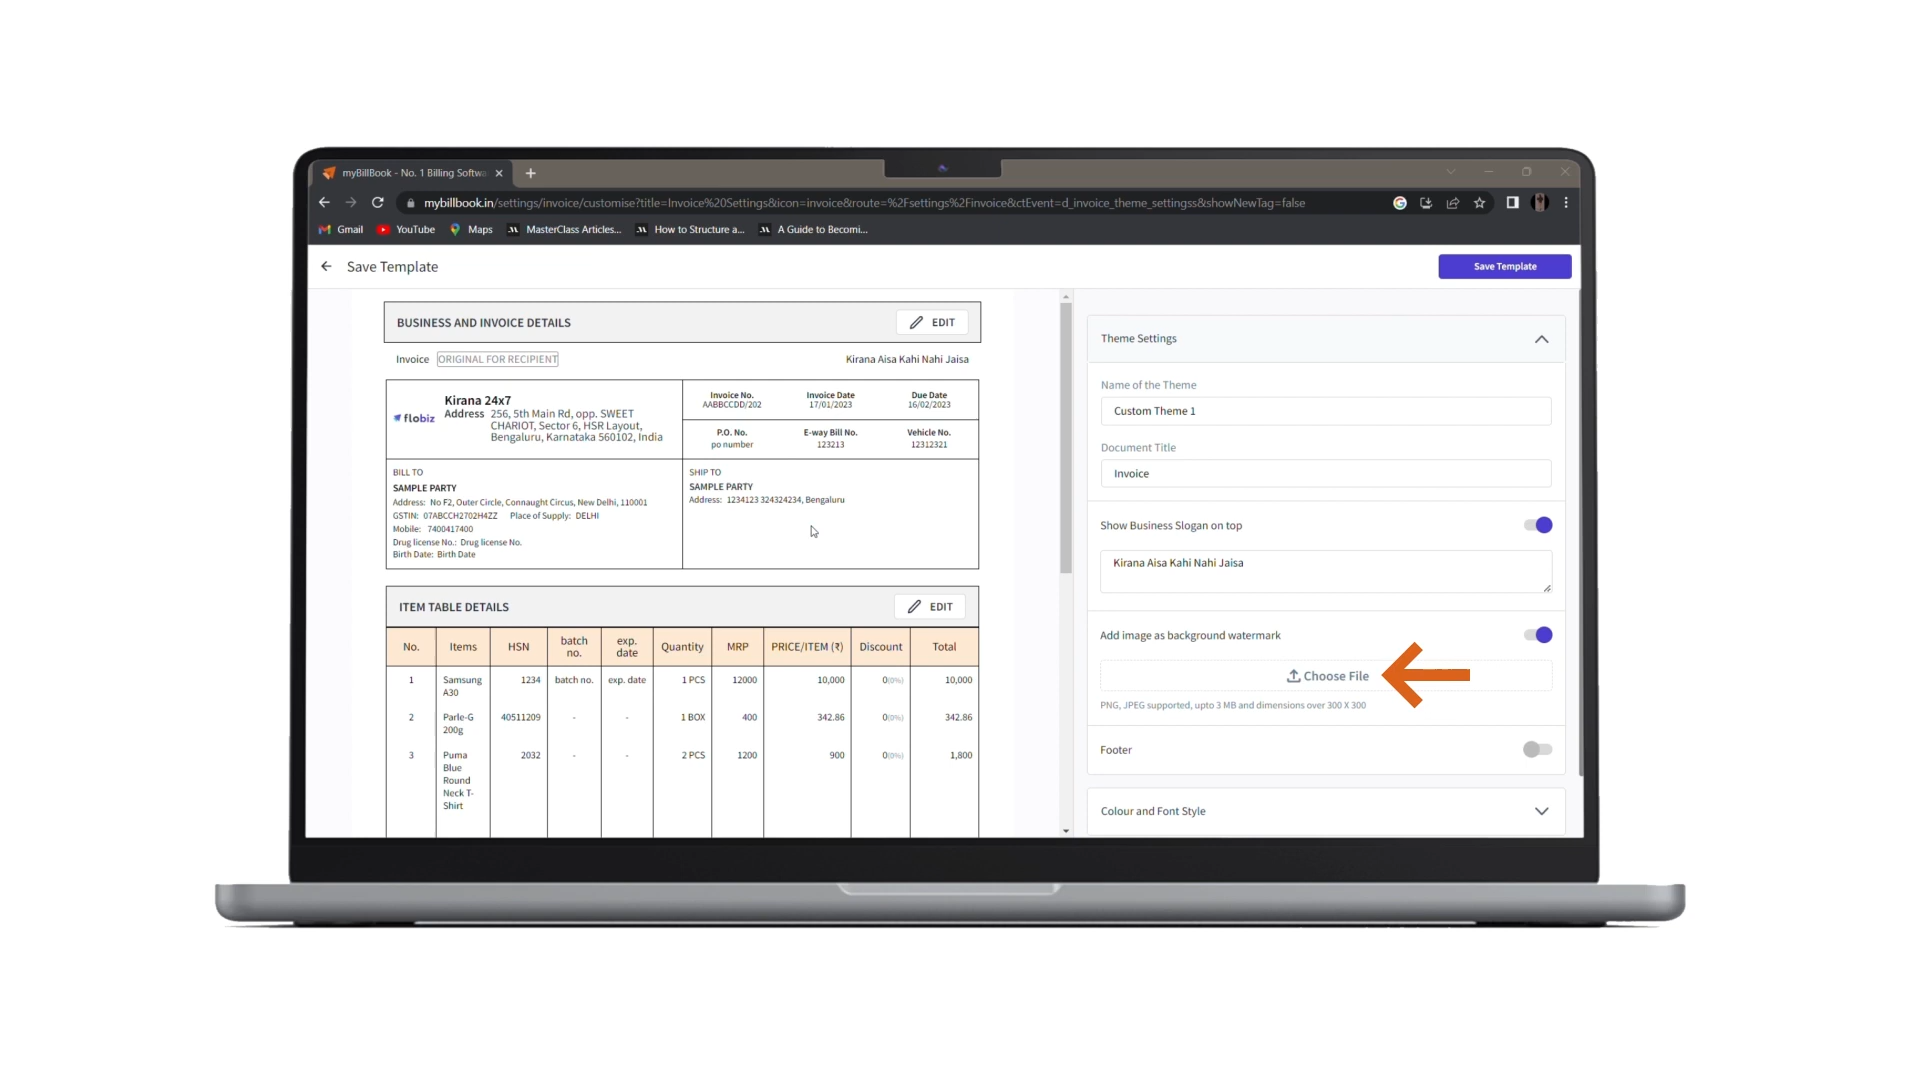 myBillBook - No. 1 Billing Softwa
mybillbook.in/settings/invoice/customise?title=Invoice%20Settings&icon=invoice&route=%2Fsettings%2Finvoice&ctEvent=d_invoice_theme_settingss&showNewTag=false
Gmail YouTube Maps MasterClass Articles... How to Structure a... A Guide to Becomi...
Save Template
Save Template
BUSINESS AND INVOICE DETAILS
EDIT
Invoice ORIGINAL FOR RECIPIENT
Kirana Aisa Kahi Nahi Jaisa
flobiz
Kirana 24x7
Address 256, 5th Main Rd, opp. SWEET
CHARIOT, Sector 6, HSR Layout,
Bengaluru, Karnataka 560102, India
Invoice No. Invoice Date Due Date
AABBCCDD/202 17/01/2023 16/02/2023
P.O. No. E-way Bill No. Vehicle No.
po number 123213 12312321
BILL TO
SAMPLE PARTY
Address: No F2, Outer Circle, Connaught Circus, New Delhi, 110001
GSTIN: 07ABCCH2702H4ZZ Place of Supply: DELHI
Mobile: 7400417400
Drug license No.: Drug license No.
Birth Date: Birth Date
SHIP TO
SAMPLE PARTY
Address: 1234123 324324234, Bengaluru
ITEM TABLE DETAILS
EDIT
No. Items HSN batch no. exp. date Quantity MRP PRICE/ITEM (₹) Discount Total
1 Samsung A30 1234 batch no. exp. date 1 PCS 12000 10,000 0(0%) 10,000
2 Parle-G 200g 40511209 - - 1 BOX 400 342.86 0(0%) 342.86
3 Puma Blue Round Neck T-Shirt 2032 - - 2 PCS 1200 900 0(0%) 1,800
Theme Settings
Name of the Theme
Custom Theme 1
Document Title
Invoice
Show Business Slogan on top
Kirana Aisa Kahi Nahi Jaisa
Add image as background watermark
Choose File
PNG, JPEG supported, upto 3 MB and dimensions over 300 X 300
Footer
Colour and Font Style